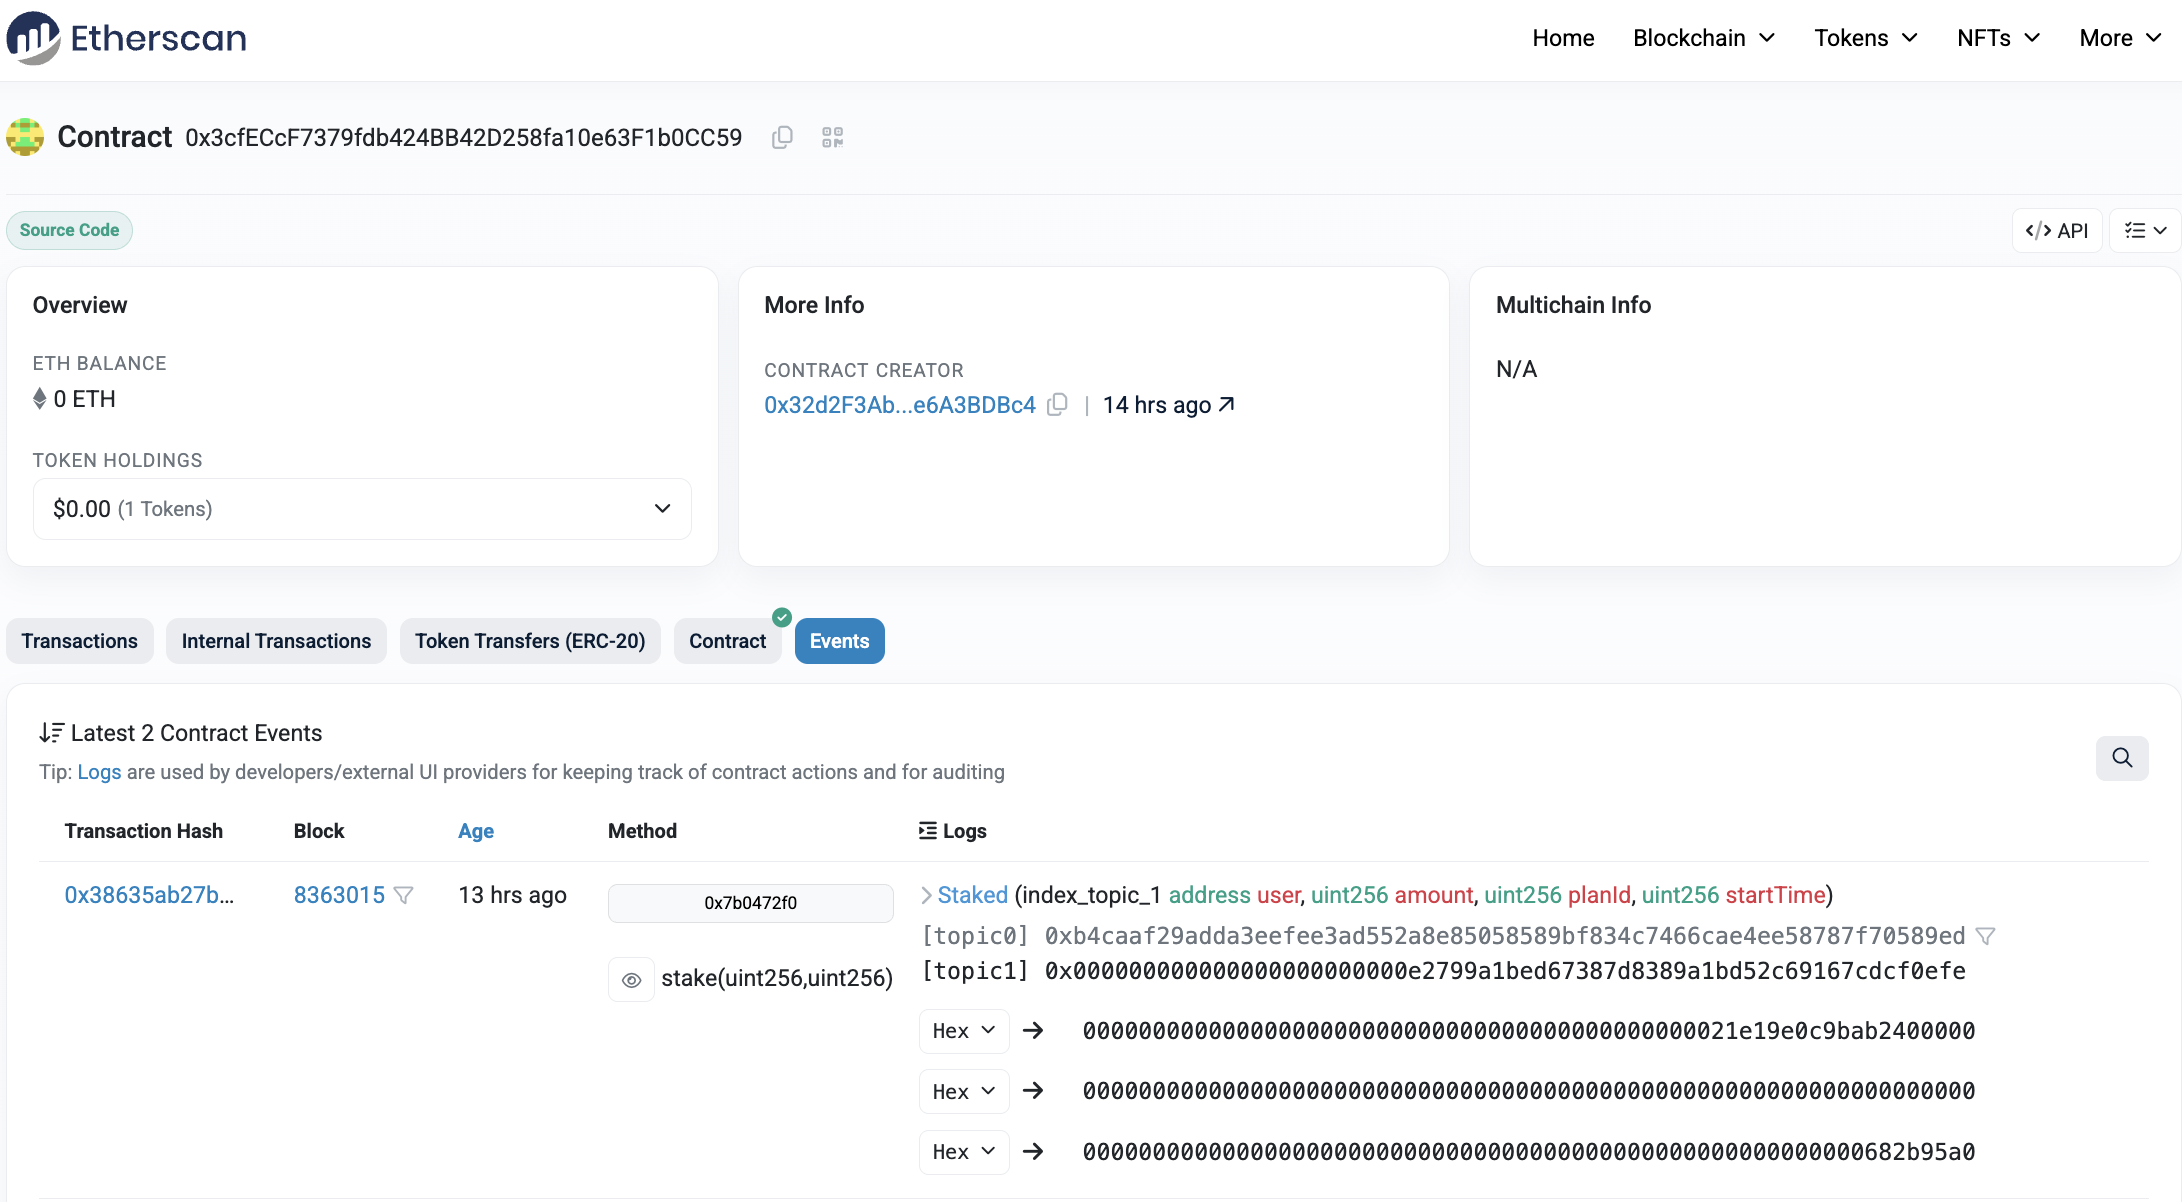 Etherscan
Home Blockchain Tokens NFTs More
Contract 0x3cfECcF7379fdb424BB42D258fa10e63F1b0CC59
Source Code
</> API
Overview
ETH BALANCE
0 ETH
TOKEN HOLDINGS
$0.00 (1 Tokens)
More Info
CONTRACT CREATOR
0x32d2F3Ab...e6A3BDBc4 | 14 hrs ago
Multichain Info
N/A
Transactions Internal Transactions Token Transfers (ERC-20) Contract Events
Latest 2 Contract Events
Tip: Logs are used by developers/external UI providers for keeping track of contract actions and for auditing
Transaction Hash Block Age Method Logs
0x38635ab27b... 8363015 13 hrs ago 0x7b0472f0
stake(uint256,uint256)
Staked (index_topic_1 address user, uint256 amount, uint256 planId, uint256 startTime)
[topic0] 0xb4caaf29adda3eefee3ad552a8e85058589bf834c7466cae4ee58787f70589ed
[topic1] 0x000000000000000000000000e2799a1bed67387d8389a1bd52c69167cdcf0efe
Hex 00000000000000000000000000000000000000000000021e19e0c9bab2400000
Hex 0000000000000000000000000000000000000000000000000000000000000000
Hex 00000000000000000000000000000000000000000000000000000000682b95a0